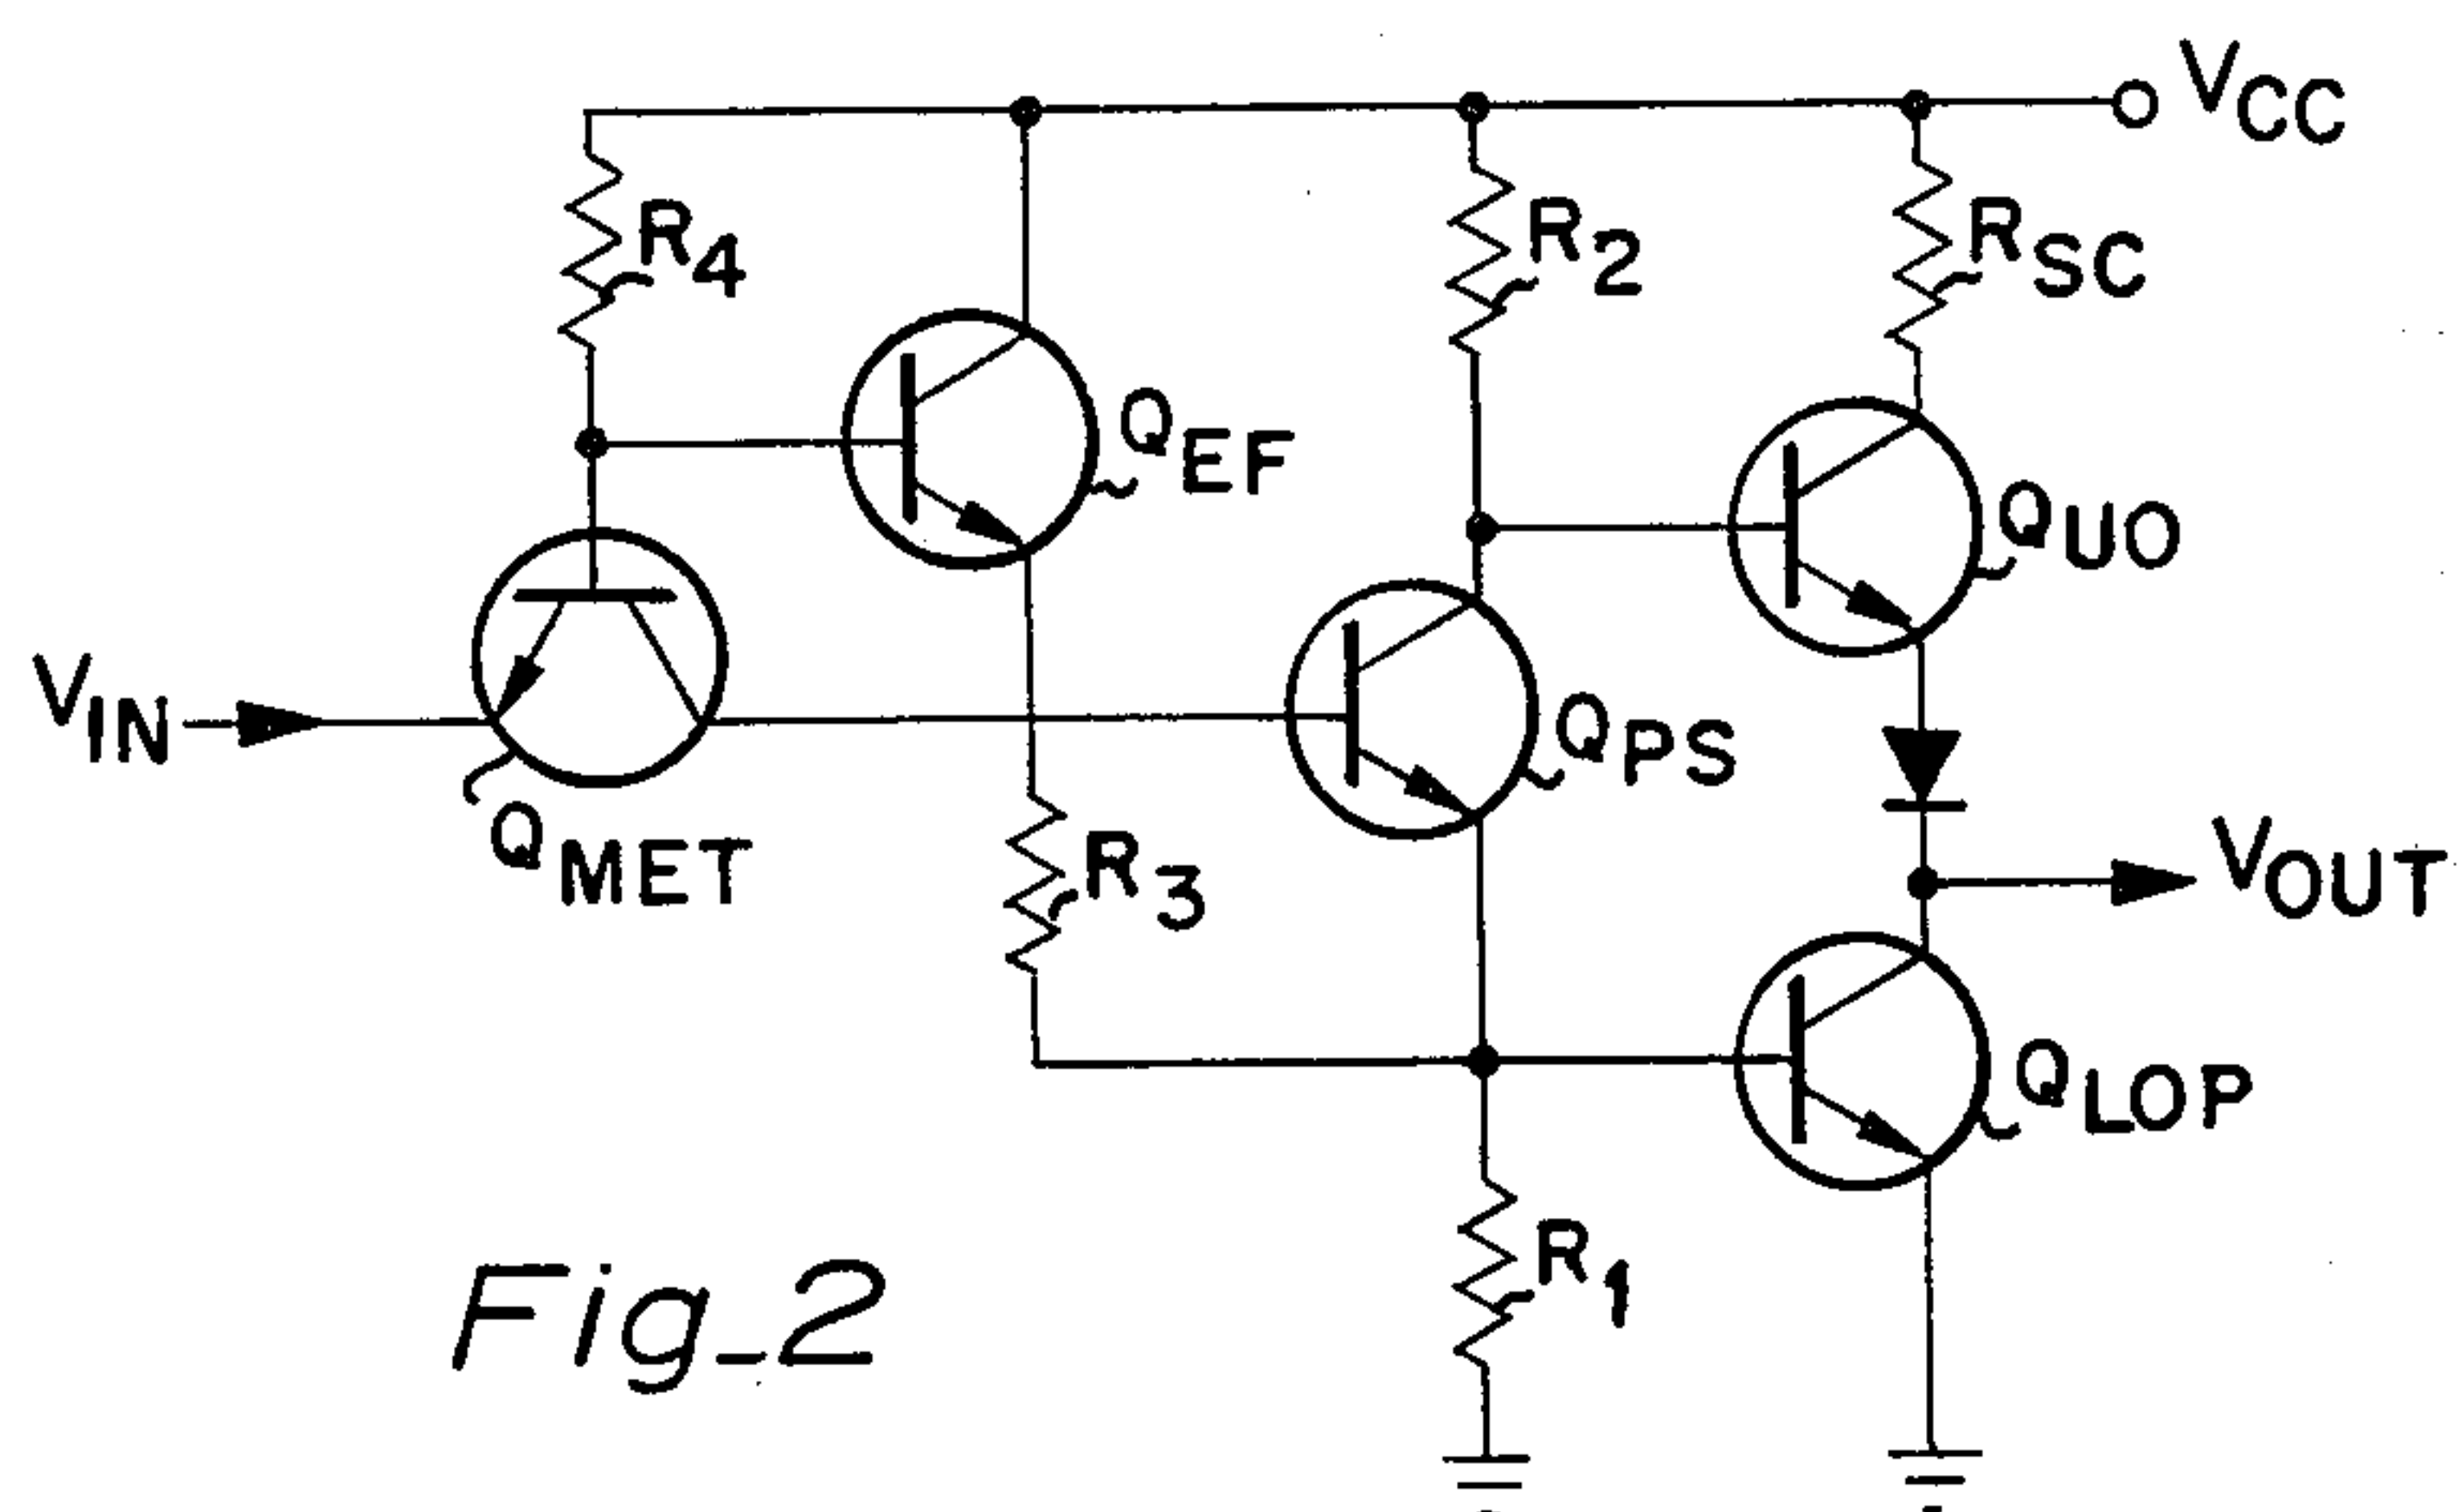 VCC
R4
R2
RSC
QEF
QUO
VIN
QPS
QMET
R3
VOUT
QLOP
R1
Fig_2